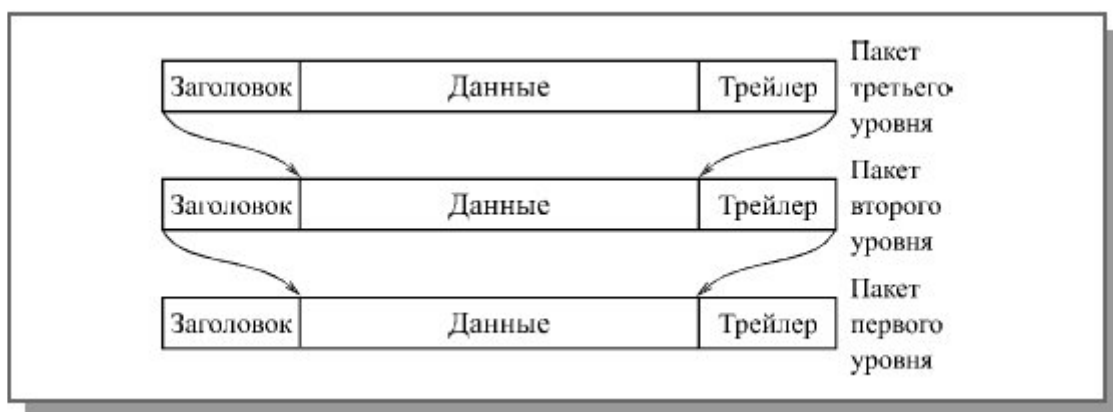 Заголовок Данные Трейлер
Пакет
третьего
уровня
Заголовок Данные Трейлер
Пакет
второго
уровня
Заголовок Данные Трейлер
Пакет
первого
уровня